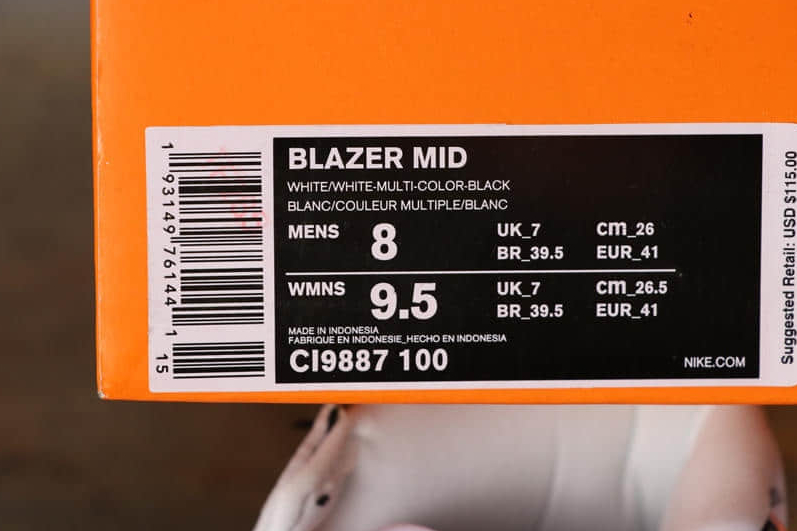 BLAZER MID
WHITE/WHITE-MULTI-COLOR-BLACK
BLANC/COULEUR MULTIPLE/BLANC
MENS 8 UK_7 cm_26
BR_39.5 EUR_41
WMNS 9.5 UK_7 cm_26.5
BR_39.5 EUR_41
MADE IN INDONESIA
FABRIQUE EN INDONESIE_HECHO EN INDONESIA
CI9887 100 NIKE.COM
1 93149 76144 1 15
Suggested Retail: USD $115.00